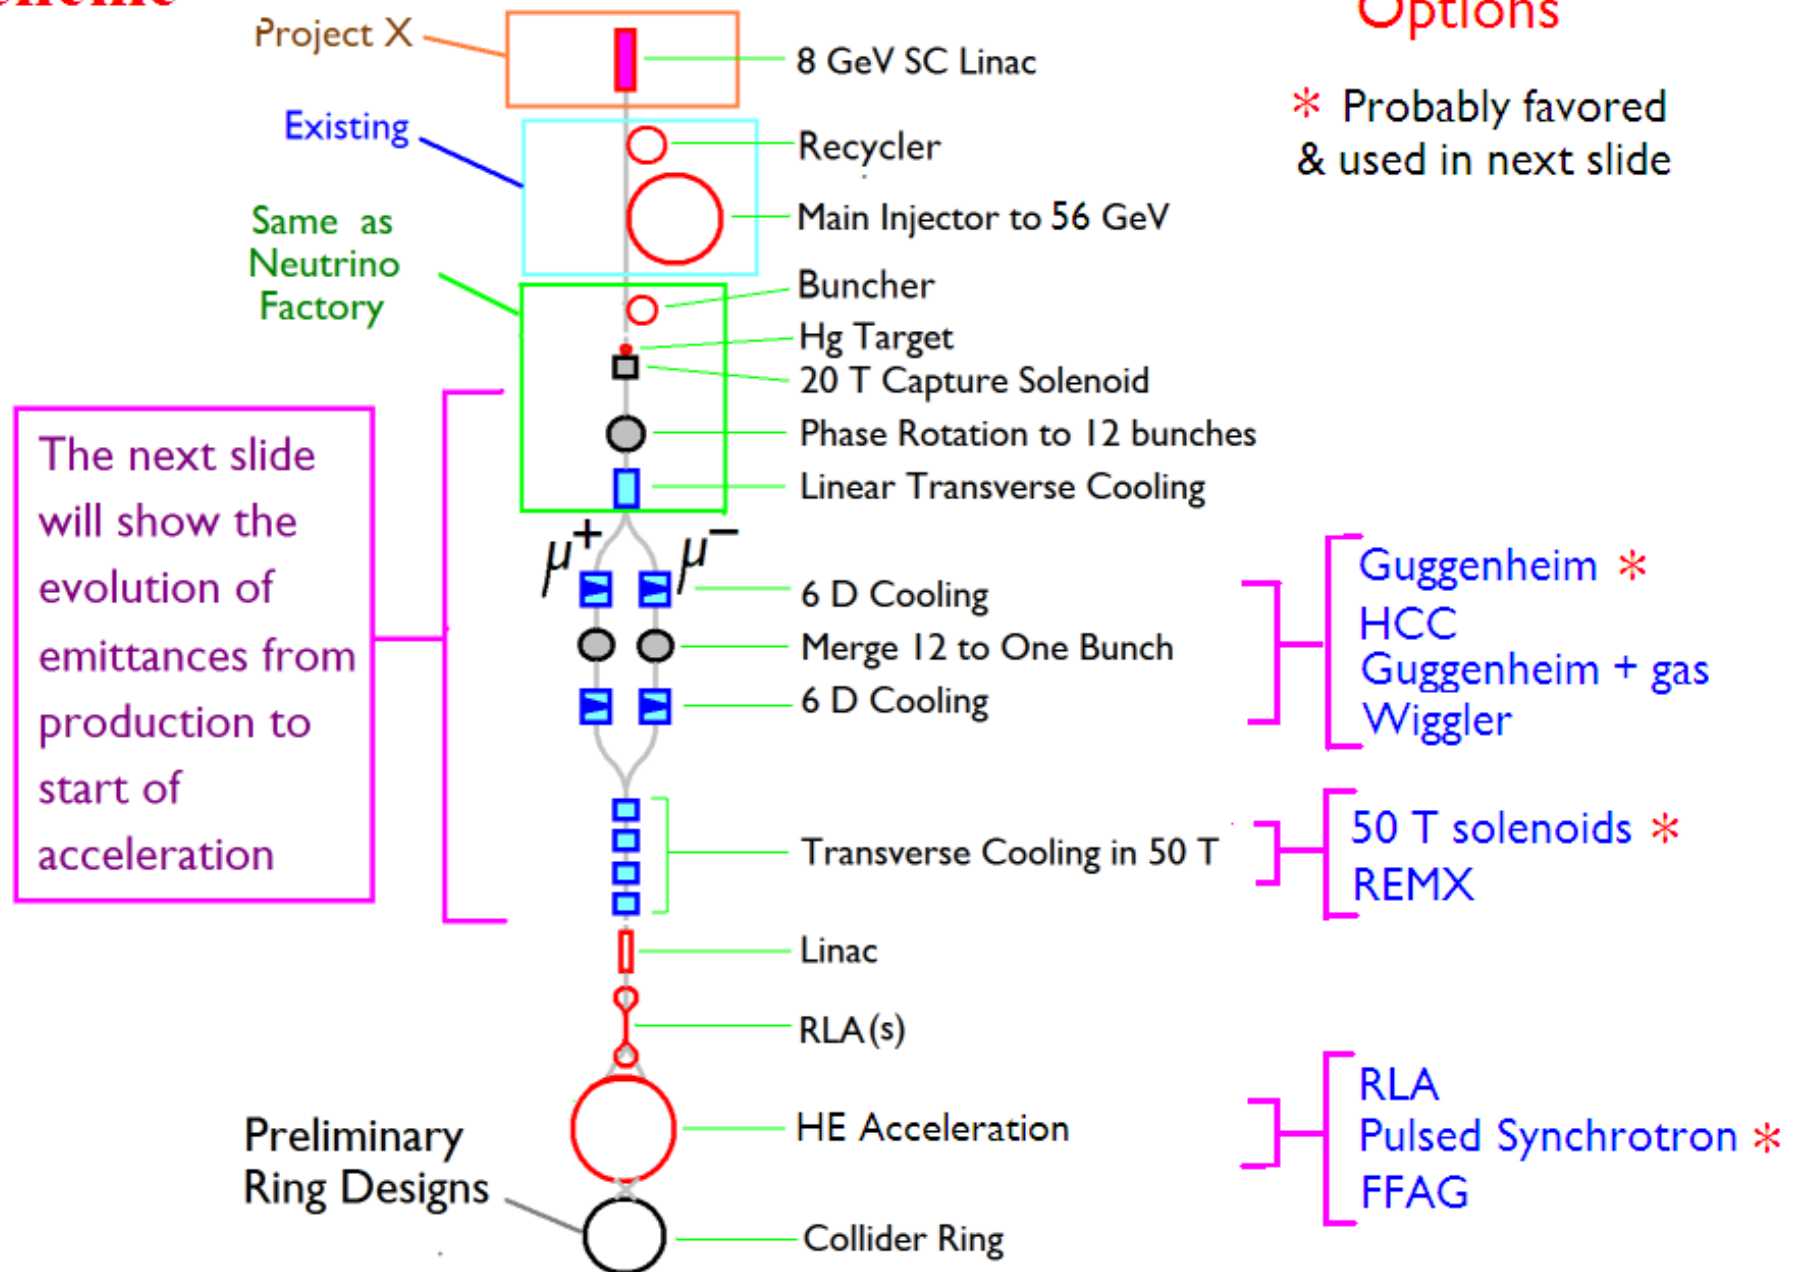 Options
* Probably favored
& used in next slide
Project X
8 GeV SC Linac
Existing
Recycler
Main Injector to 56 GeV
Same as
Neutrino
Factory
Buncher
Hg Target
20 T Capture Solenoid
Phase Rotation to 12 bunches
Linear Transverse Cooling
The next slide
will show the
evolution of
emittances from
production to
start of
acceleration
μ+ μ−
6 D Cooling
Merge 12 to One Bunch
6 D Cooling
Guggenheim *
HCC
Guggenheim + gas
Wiggler
Transverse Cooling in 50 T
50 T solenoids *
REMX
Linac
RLA(s)
HE Acceleration
RLA
Pulsed Synchrotron *
FFAG
Preliminary
Ring Designs
Collider Ring